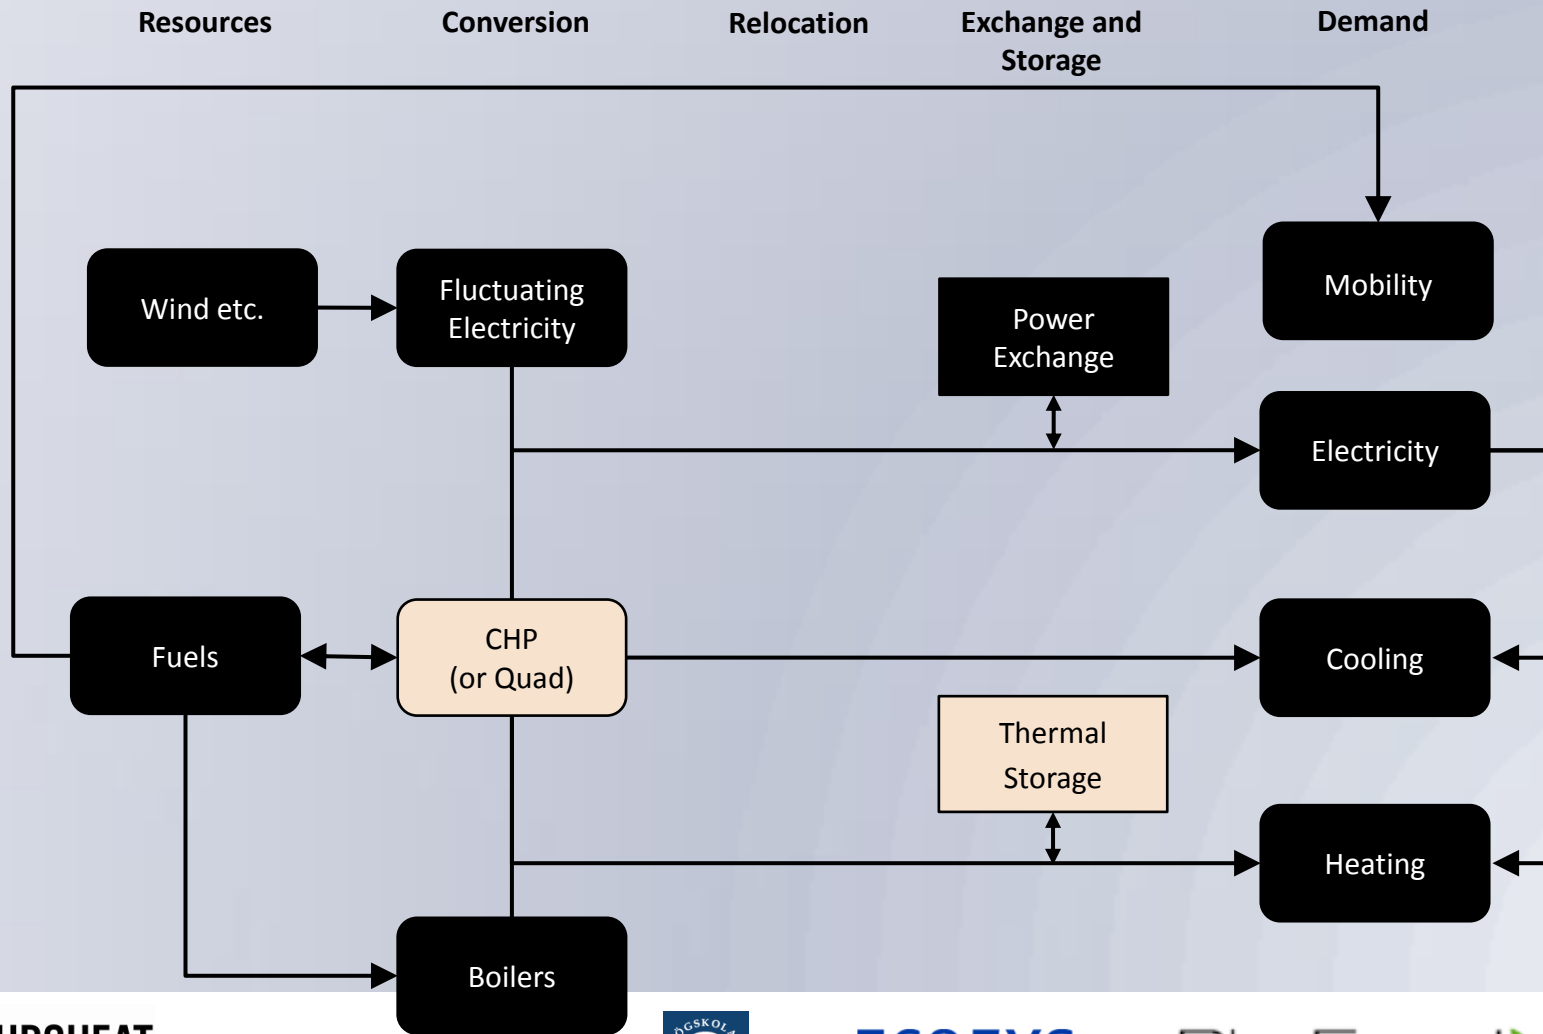 Resources
Conversion
Relocation
Exchange and
Storage
Demand
Wind etc.
Fluctuating
Electricity
Power
Exchange
Mobility
Electricity
Fuels
CHP
(or Quad)
Cooling
Thermal
Storage
Heating
Boilers